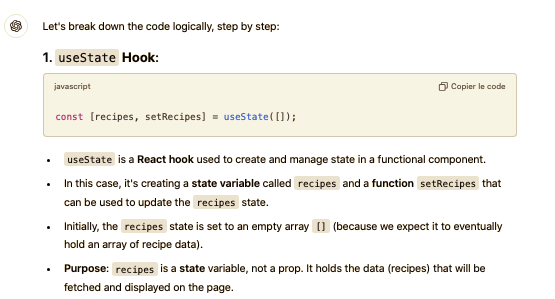 Let's break down the code logically, step by step:
1. useState Hook:
javascript
Copier le code
const [recipes, setRecipes] = useState([]);
• useState is a React hook used to create and manage state in a functional component.
• In this case, it's creating a state variable called recipes and a function setRecipes that
can be used to update the recipes state.
• Initially, the recipes state is set to an empty array [] (because we expect it to eventually
hold an array of recipe data).
• Purpose: recipes is a state variable, not a prop. It holds the data (recipes) that will be
fetched and displayed on the page.